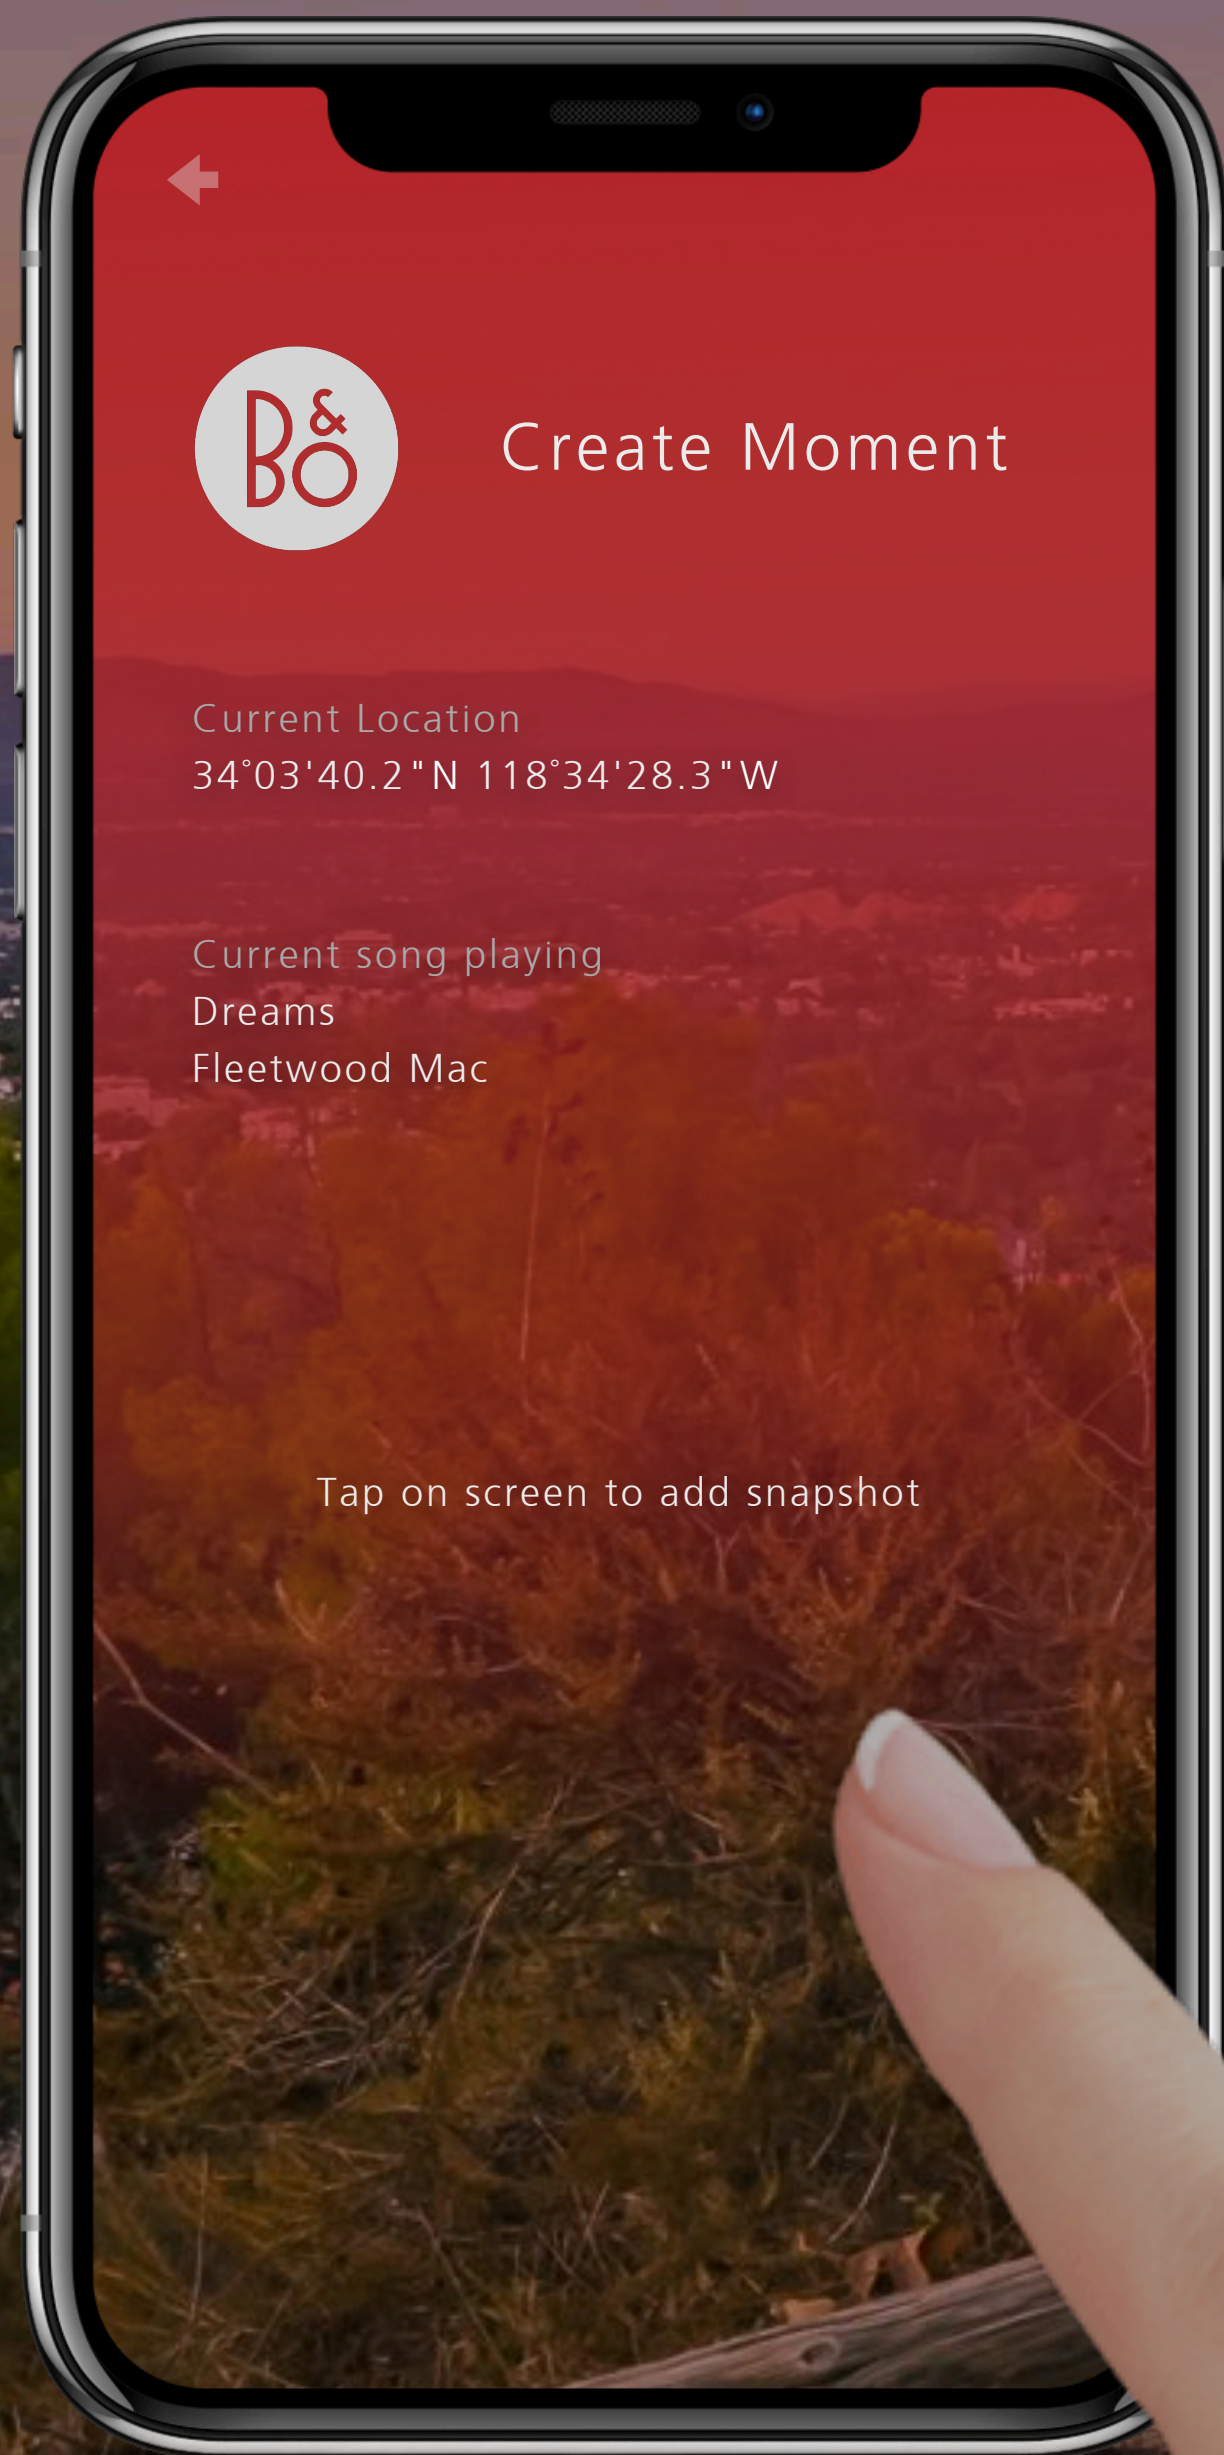 B&O
Create Moment
Current Location
34°03'40.2"N 118°34'28.3"W
Current song playing
Dreams
Fleetwood Mac
Tap on screen to add snapshot